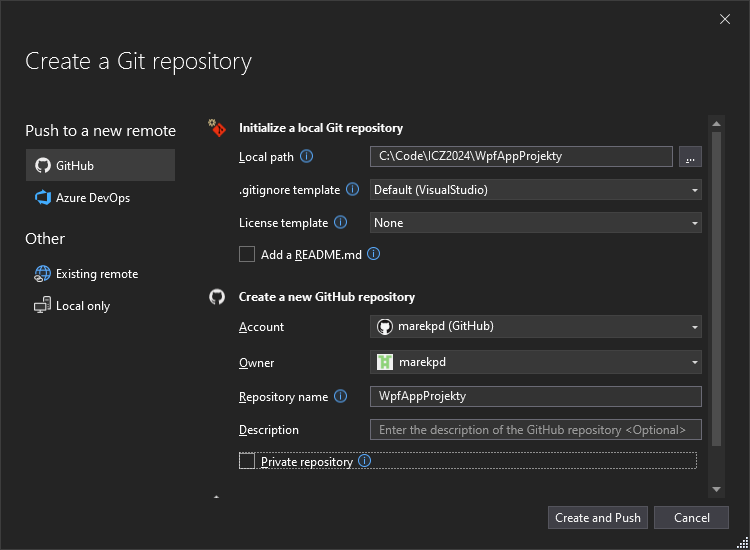 Create a Git repository
Push to a new remote
GitHub
Azure DevOps
Other
Existing remote
Local only
Initialize a local Git repository
Local path
C:\Code\ICZ2024\WpfAppProjekty
...
.gitignore template
Default (VisualStudio)
License template
None
Add a README.md
Create a new GitHub repository
Account
marekpd (GitHub)
Owner
marekpd
Repository name
WpfAppProjekty
Description
Enter the description of the GitHub repository <Optional>
Private repository
Create and Push
Cancel